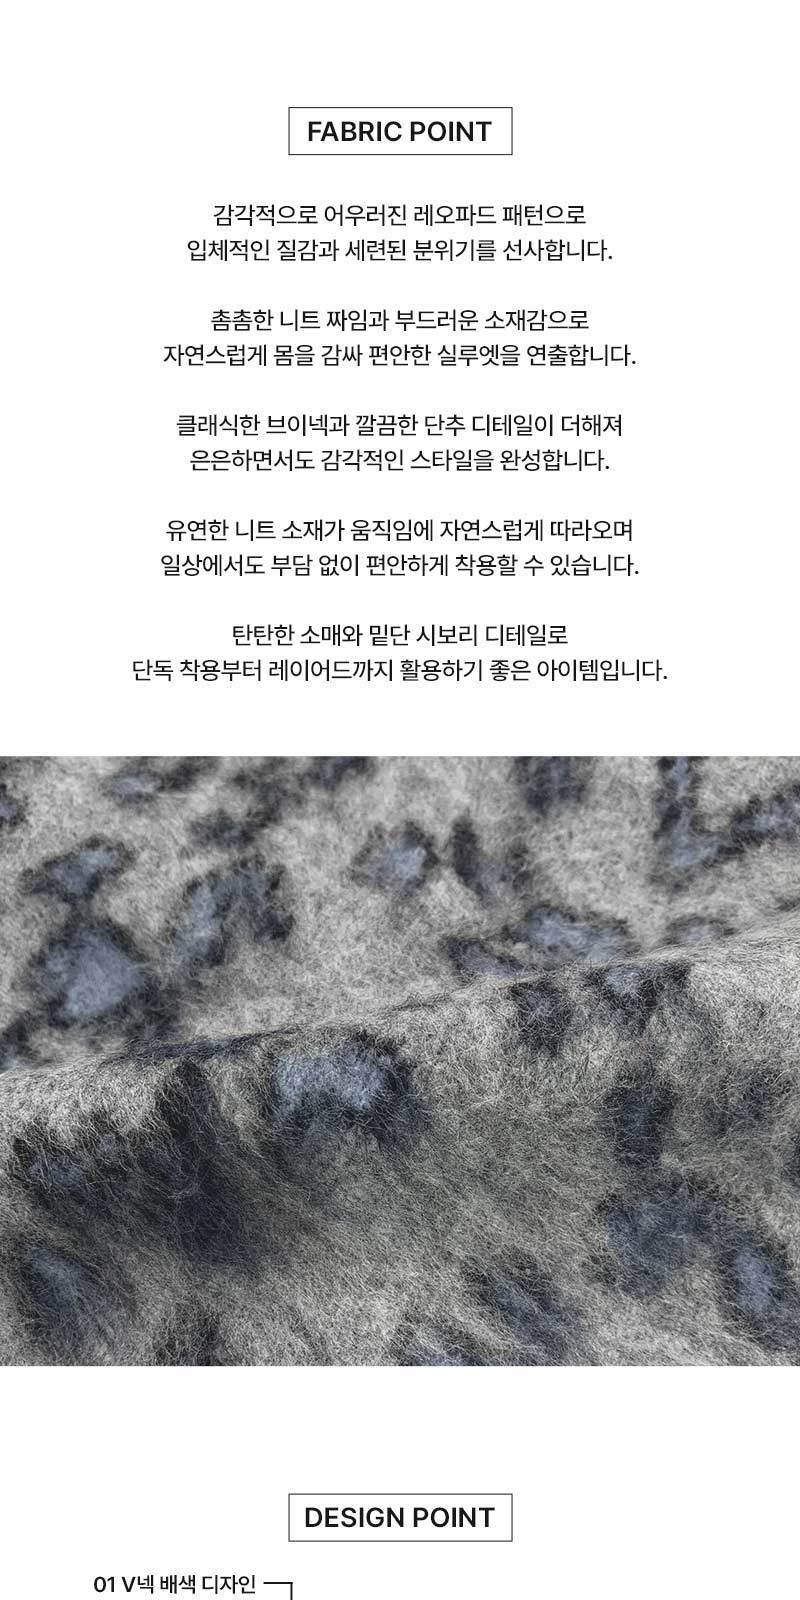 FABRIC POINT
감각적으로 어우러진 레오파드 패턴으로
입체적인 질감과 세련된 분위기를 선사합니다.
촘촘한 니트 짜임과 부드러운 소재감으로
자연스럽게 몸을 감싸 편안한 실루엣을 연출합니다.
클래식한 브이넥과 깔끔한 단추 디테일이 더해져
은은하면서도 감각적인 스타일을 완성합니다.
유연한 니트 소재가 움직임에 자연스럽게 따라오며
일상에서도 부담 없이 편안하게 착용할 수 있습니다.
탄탄한 소매와 밑단 시보리 디테일로
단독 착용부터 레이어드까지 활용하기 좋은 아이템입니다.
DESIGN POINT
01 V넥 배색 디자인